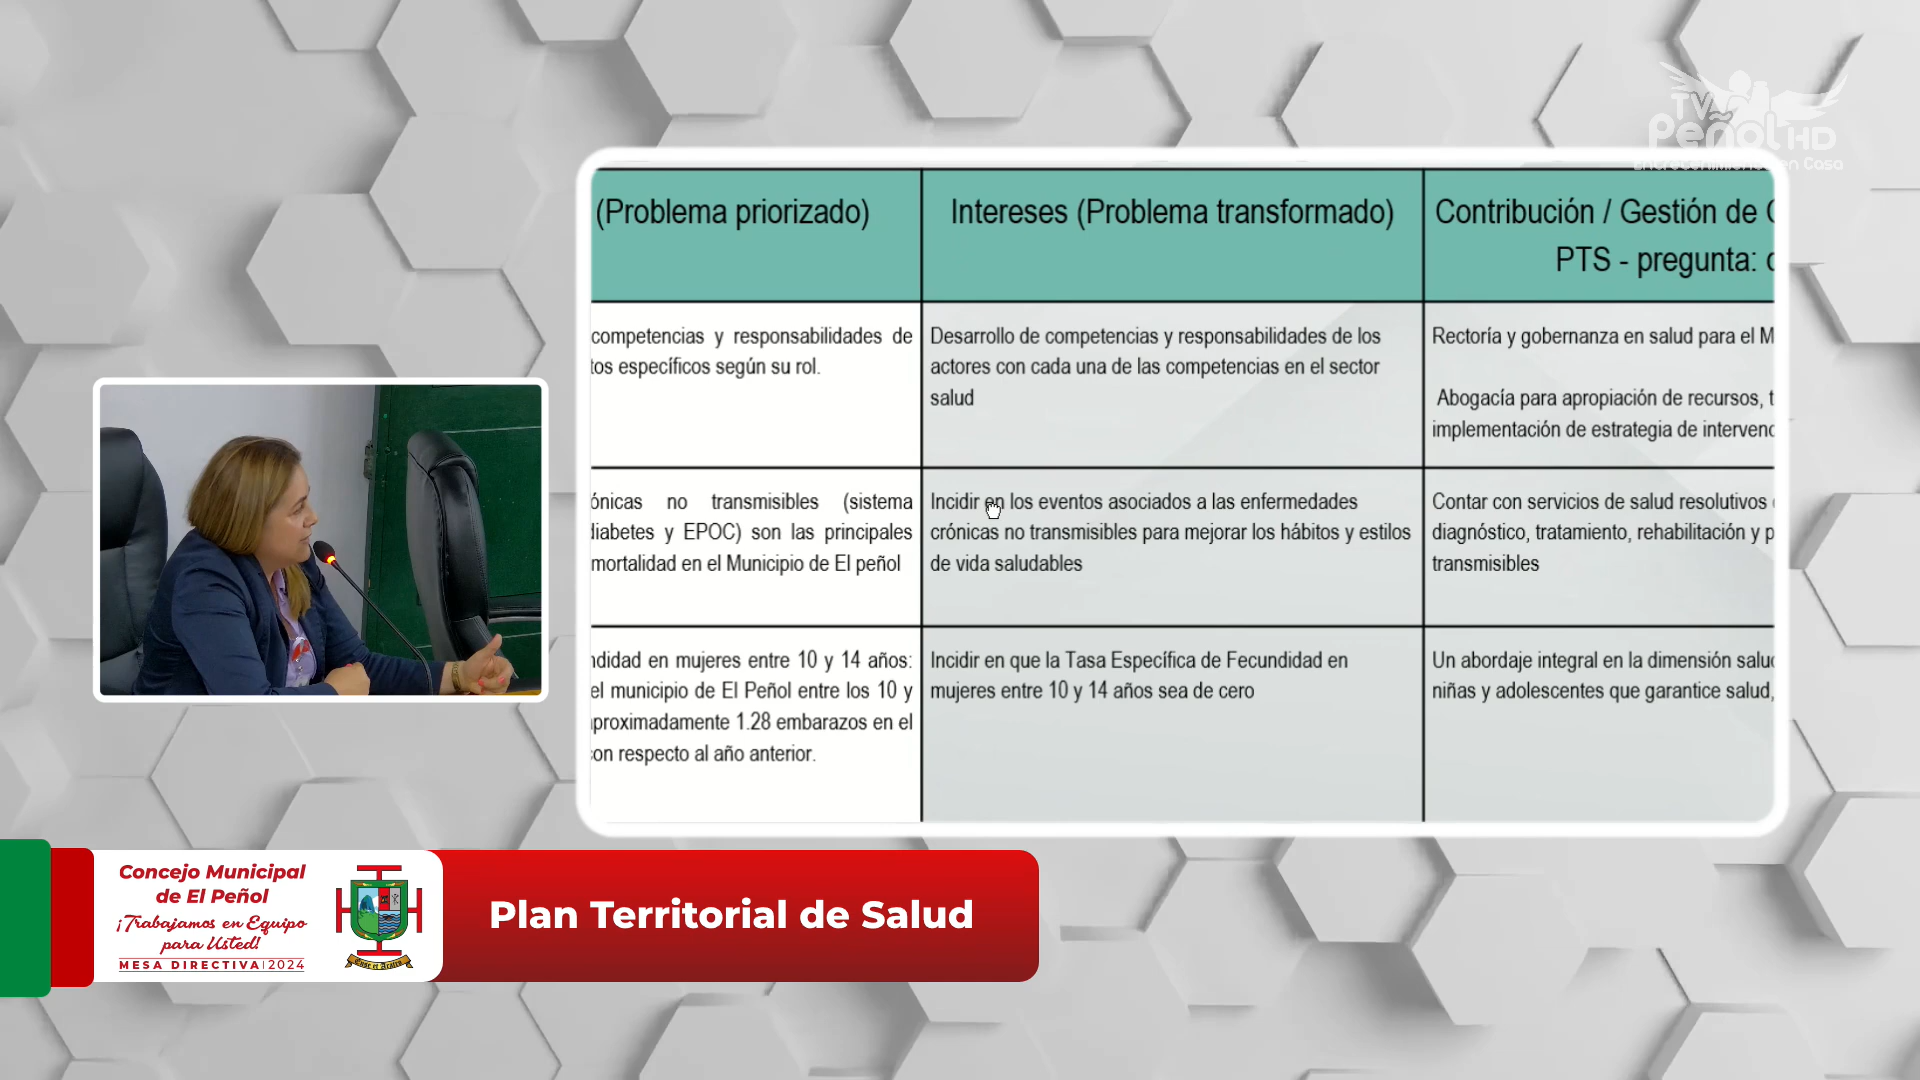 TV
Peñol HD
Entretenimiento en Casa
(Problema priorizado)
Intereses (Problema transformado)
Contribución / Gestión de
PTS - pregunta:
competencias y responsabilidades de
específicos según su rol.
Desarrollo de competencias y responsabilidades de los
actores con cada una de las competencias en el sector
salud
Rectoría y gobernanza en salud para el
Abogacía para apropiación de recursos,
implementación de estrategia de
no transmisibles (sistema
y EPOC) son las principales
mortalidad en el Municipio de El peñol
Incidir en los eventos asociados a las enfermedades
crónicas no transmisibles para mejorar los hábitos y estilos
de vida saludables
Contar con servicios de salud resolutivos
diagnóstico, tratamiento, rehabilitación y
transmisibles
en mujeres entre 10 y 14 años:
el municipio de El Peñol entre los 10 y
1.28 embarazos en el
respecto al año anterior.
Incidir en que la Tasa Específica de Fecundidad en
mujeres entre 10 y 14 años sea de cero
Un abordaje integral en la dimensión
niñas y adolescentes que garantice salud,
Concejo Municipal
de El Peñol
¡Trabajamos en Equipo
para Usted!
MESA DIRECTIVA|2024
Plan Territorial de Salud